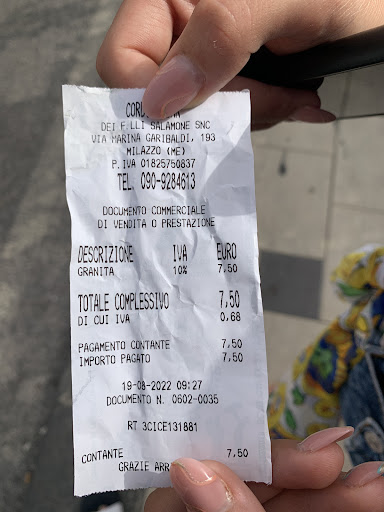 DEI F.LLI SALAMONE SNC
VIA MARINA GARIBALDI, 193
MILAZZO (ME)
P.IVA 01825750837
TEL. 090-9284613
DOCUMENTO COMMERCIALE
DI VENDITA O PRESTAZIONE
DESCRIZIONE IVA EURO
GRANITA 10% 7,50
TOTALE COMPLESSIVO 7,50
DI CUI IVA 0,68
PAGAMENTO CONTANTE 7,50
IMPORTO PAGATO 7,50
19-08-2022 09:27
DOCUMENTO N. 0602-0035
RT 3CICE131881
CONTANTE 7,50
GRAZIE